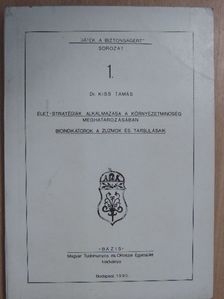 „JÁTÉK A BIZTONSÁGÉRT”
SOROZAT
1.
Dr. KISS TAMÁS
ÉLET-STRATÉGIÁK ALKALMAZÁSA A KÖRNYEZETMINŐSÉG
MEGHATÁROZÁSÁBAN
BIOINDIKÁTOROK A ZUZMÓK ÉS TÁRSULÁSAIK
-BÁZIS-
Magyar Tudományos és Oktatási Egyesület
kiadványa
Budapest 1990.